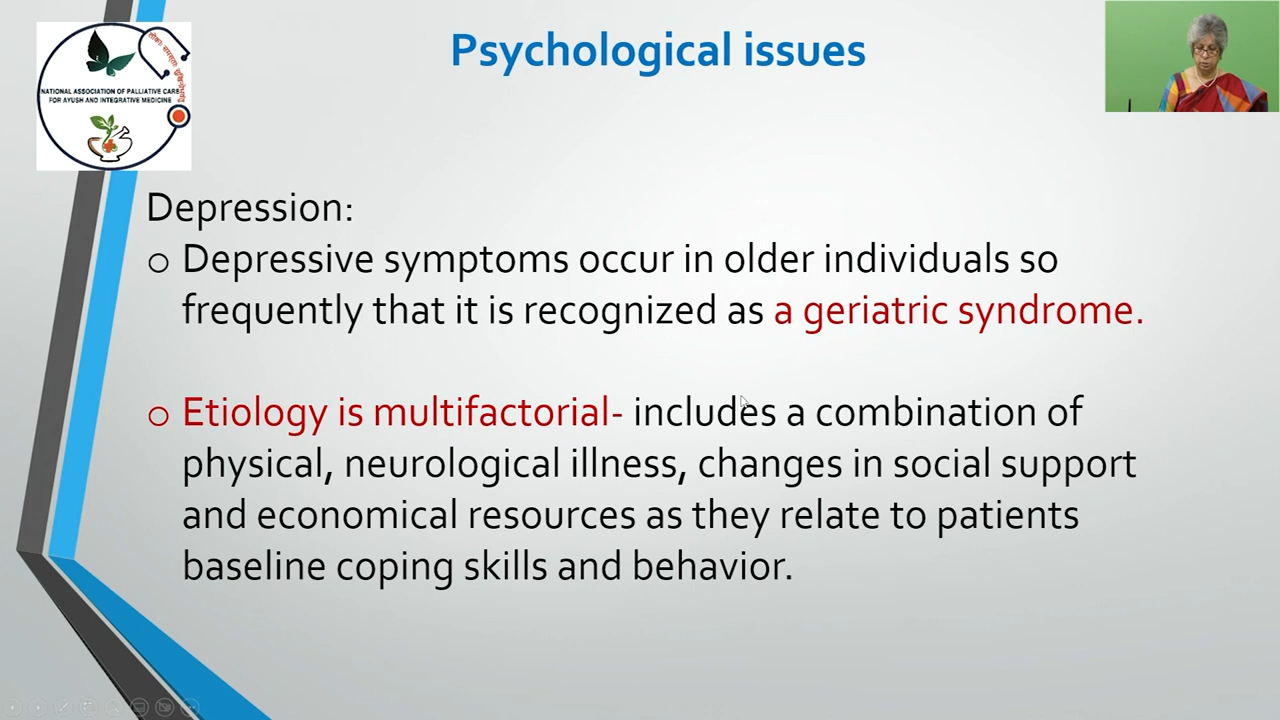 Psychological issues
NATIONAL ASSOCIATION OF PALLIATIVE CARE
FOR AYUSH AND INTEGRATIVE MEDICINE
Depression:
o Depressive symptoms occur in older individuals so
frequently that it is recognized as a geriatric syndrome.
o Etiology is multifactorial- includes a combination of
physical, neurological illness, changes in social support
and economical resources as they relate to patients
baseline coping skills and behavior.